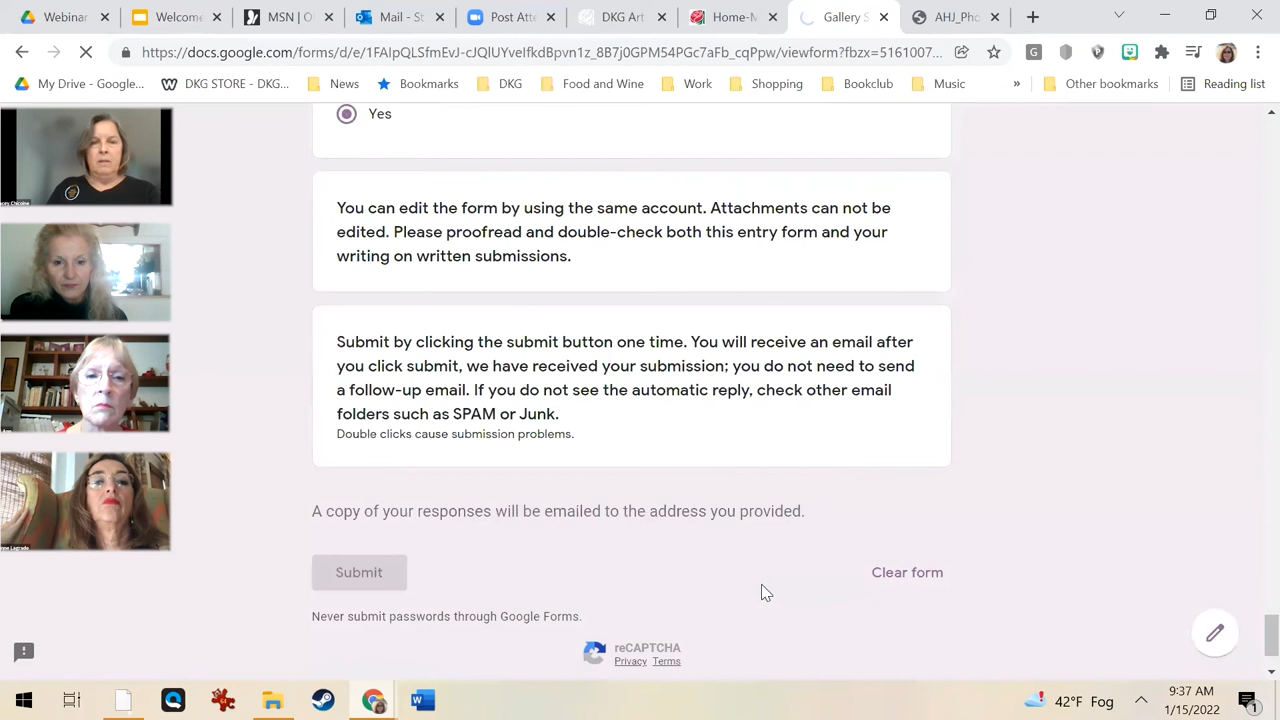 Webinar
Welcome
MSN | O
Mail - St
Post Atte
DKG Art
Home-M
Gallery S
AHJ_Pho
https://docs.google.com/forms/d/e/1FAIpQLSfmEvJ-cJQlUYveIfkdBpvn1z_8B7j0GPM54PGc7aFb_cqPpw/viewform?fbzx=5161007...
My Drive - Google...
DKG STORE - DKG...
News
Bookmarks
DKG
Food and Wine
Work
Shopping
Bookclub
Music
»
Other bookmarks
Reading list
Yes
You can edit the form by using the same account. Attachments can not be
edited. Please proofread and double-check both this entry form and your
writing on written submissions.
Submit by clicking the submit button one time. You will receive an email after
you click submit, we have received your submission; you do not need to send
a follow-up email. If you do not see the automatic reply, check other email
folders such as SPAM or Junk.
Double clicks cause submission problems.
A copy of your responses will be emailed to the address you provided.
Submit
Clear form
Never submit passwords through Google Forms.
reCAPTCHA
Privacy Terms
42°F Fog
9:37 AM
1/15/2022
1